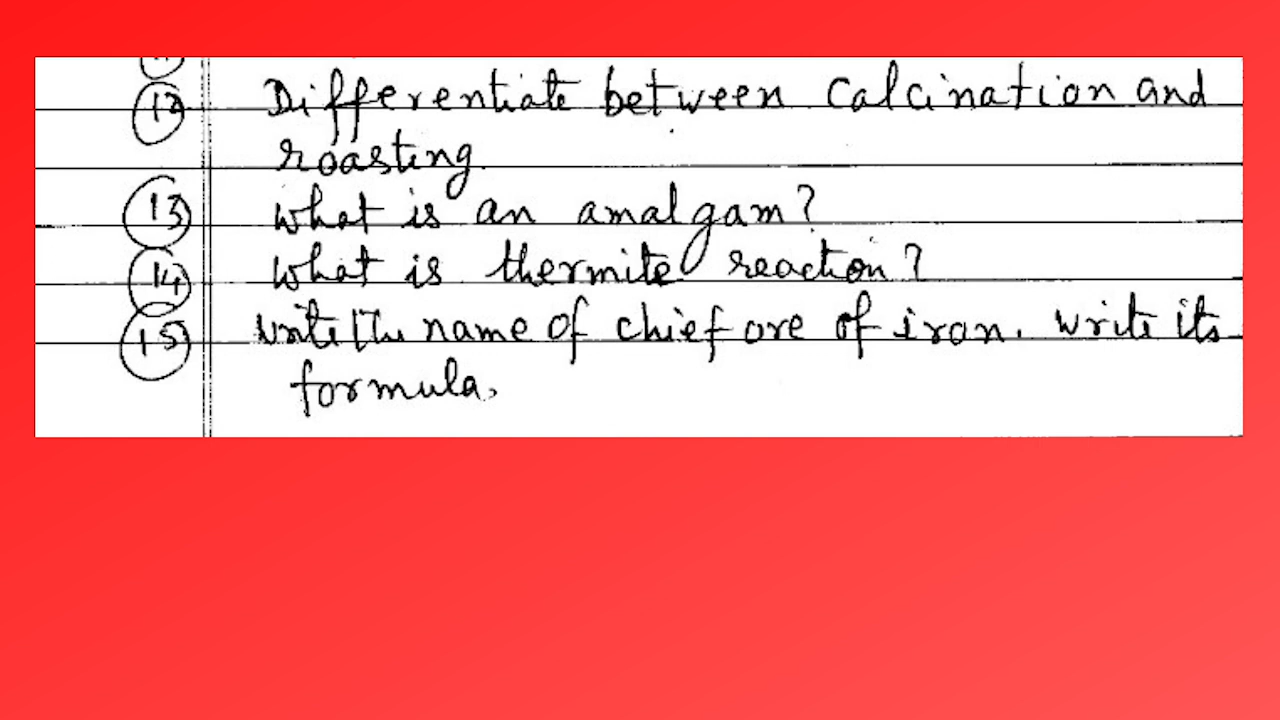 12 Differentiate between Calcination and
roasting.
13 What is an amalgam?
14 What is thermite reaction?
15 Write the name of chief ore of iron. Write its
formula.